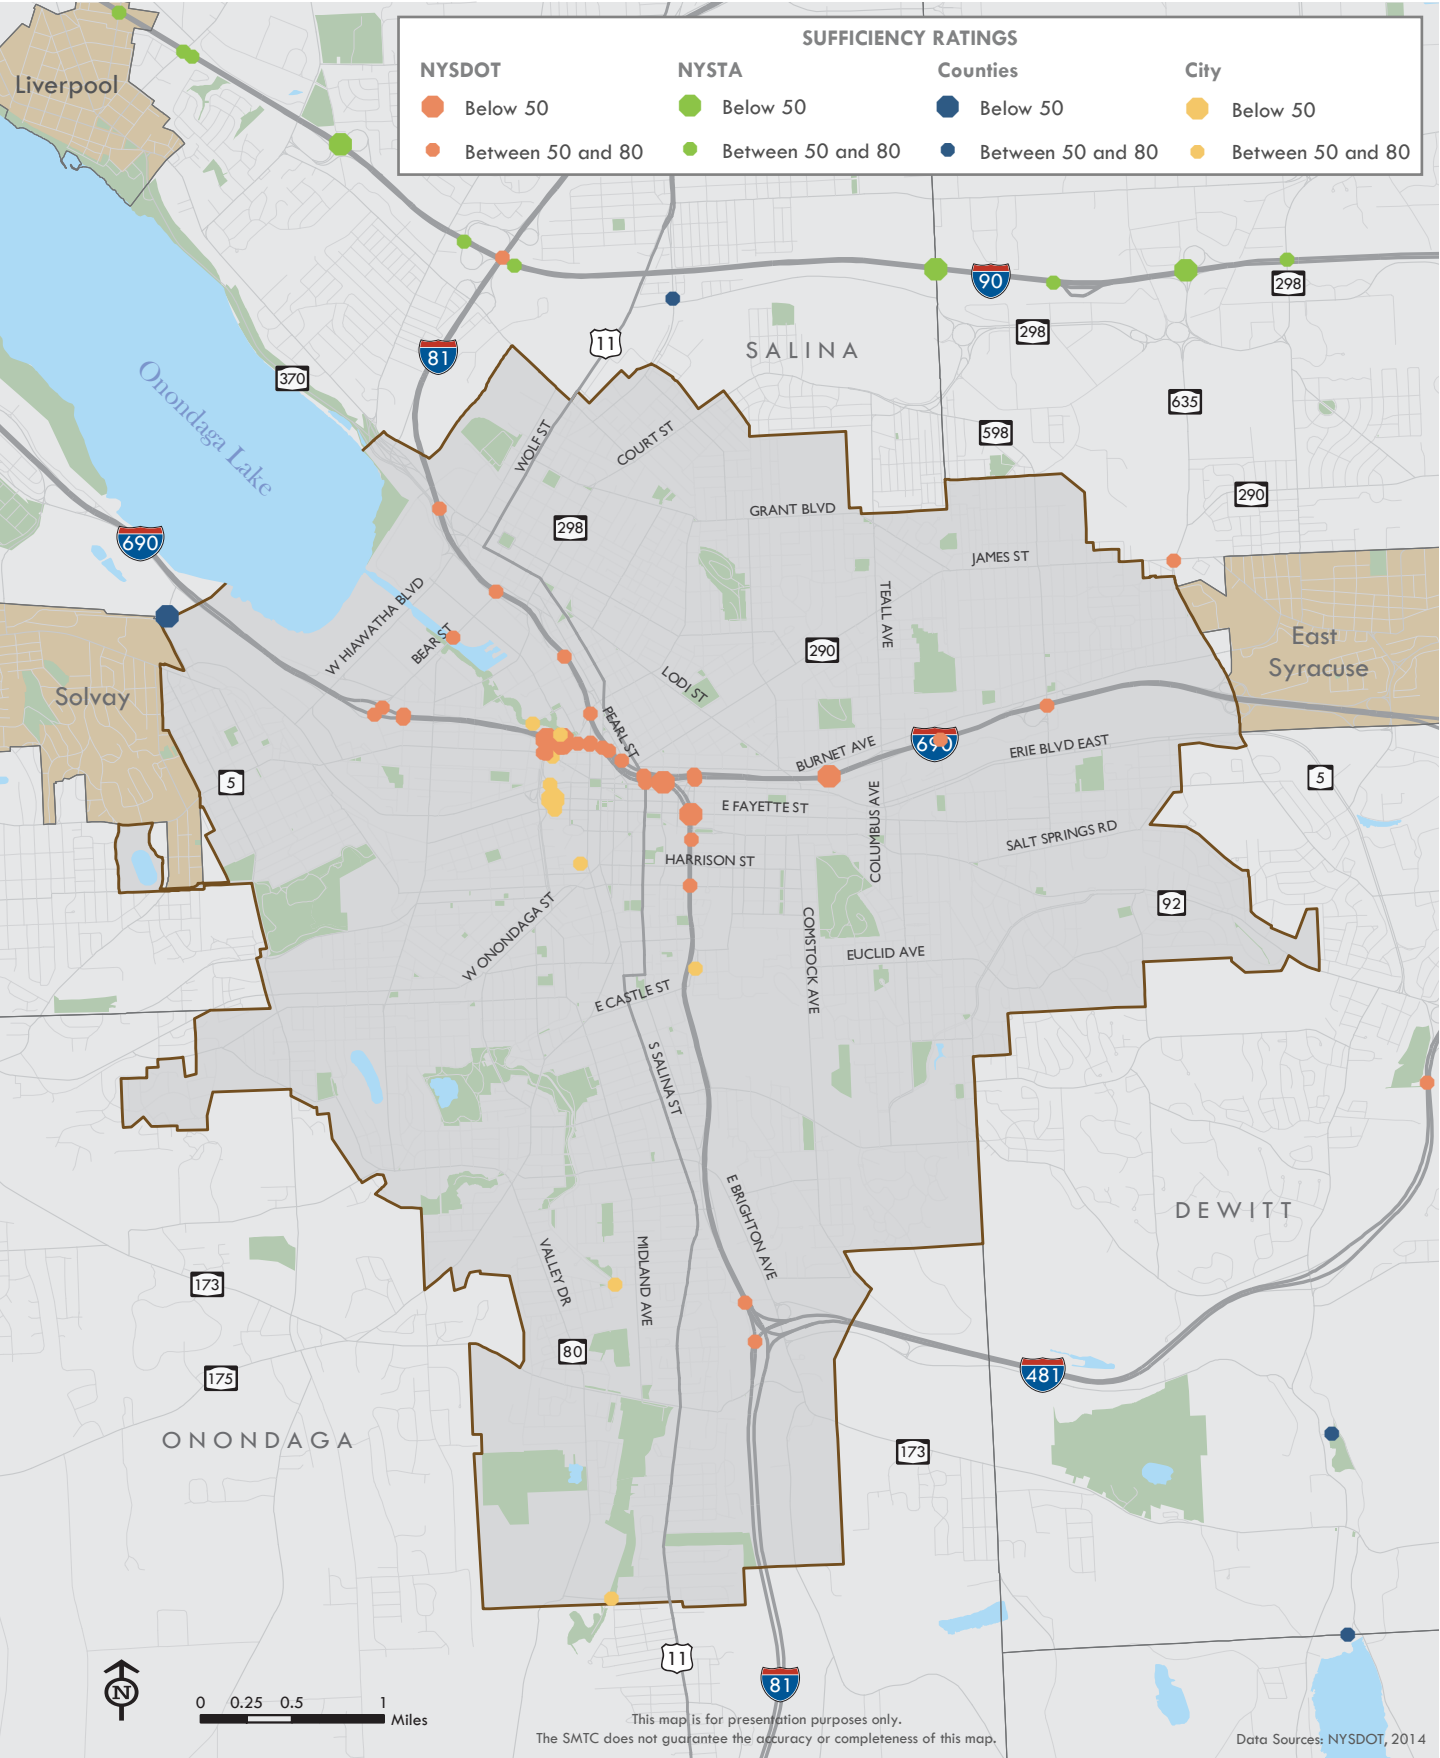 SUFFICIENCY RATINGS
NYSDOT NYSTA Counties City
Below 50 Below 50 Below 50 Below 50
Between 50 and 80 Between 50 and 80 Between 50 and 80 Between 50 and 80
Liverpool
90
298
298
11
SALINA
81
370
Onondaga Lake
635
598
WOLF ST
COURT ST
290
GRANT BLVD
298
690
JAMES ST
TEALL AVE
W HIAWATHA BLVD
BEAR ST
290
East
Syracuse
Solvay
LODI ST
PEARL ST
690
BURNET AVE
ERIE BLVD EAST
5
5
E FAYETTE ST
COLUMBUS AVE
SALT SPRINGS RD
HARRISON ST
92
W ONONDAGA ST
COMSTOCK AVE
EUCLID AVE
E CASTLE ST
S SALINA ST
DEWITT
E BRIGHTON AVE
VALLEY DR
MIDLAND AVE
173
80
175
481
ONONDAGA
173
11
81
N
0 0.25 0.5 1
Miles
This map is for presentation purposes only.
The SMTC does not guarantee the accuracy or completeness of this map.
Data Sources: NYSDOT, 2014